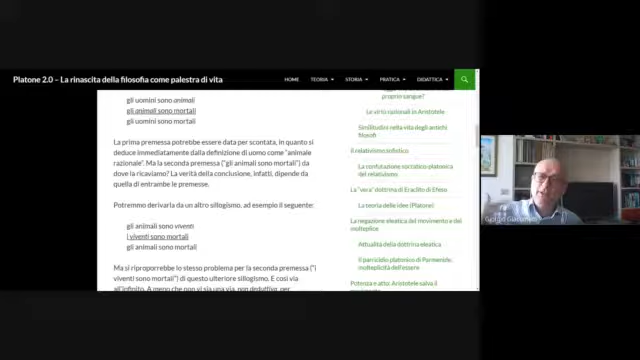 Platone 2.0 – La rinascita della filosofia come palestra di vita
HOME TEORIA STORIA PRATICA DIDATTICA
gli uomini sono animali
gli animali sono mortali
gli uomini sono mortali
La prima premessa potrebbe essere data per scontata, in quanto si
deduce immediatamente dalla definizione di uomo come “animale
razionale”. Ma la seconda premessa (“gli animali sono mortali”) da
dove la ricaviamo? La verità della conclusione, infatti, dipende da
quella di entrambe le premesse.
Potremmo derivarla da un altro sillogismo, ad esempio il seguente:
gli animali sono viventi
i viventi sono mortali
gli animali sono mortali
Ma si riproporrebbe lo stesso problema per la seconda premessa (“i
viventi sono mortali”) di questo ulteriore sillogismo. E così via
all’infinito. A meno che non vi sia una via, non deduttiva, per
proprio sangue?
Le virtù razionali in Aristotele
Similitudini nella vita degli antichi
filosofi
Il relativismo sofistico
La confutazione socratico-platonica
del relativismo
La “vera” dottrina di Eraclito di Efeso
La teoria delle idee (Platone)
La negazione eleatica del movimento e del
molteplice
Attualità della dottrina eleatica
Il parricidio platonico di Parmenide:
molteplicità dell’essere
Potenza e atto: Aristotele salva il